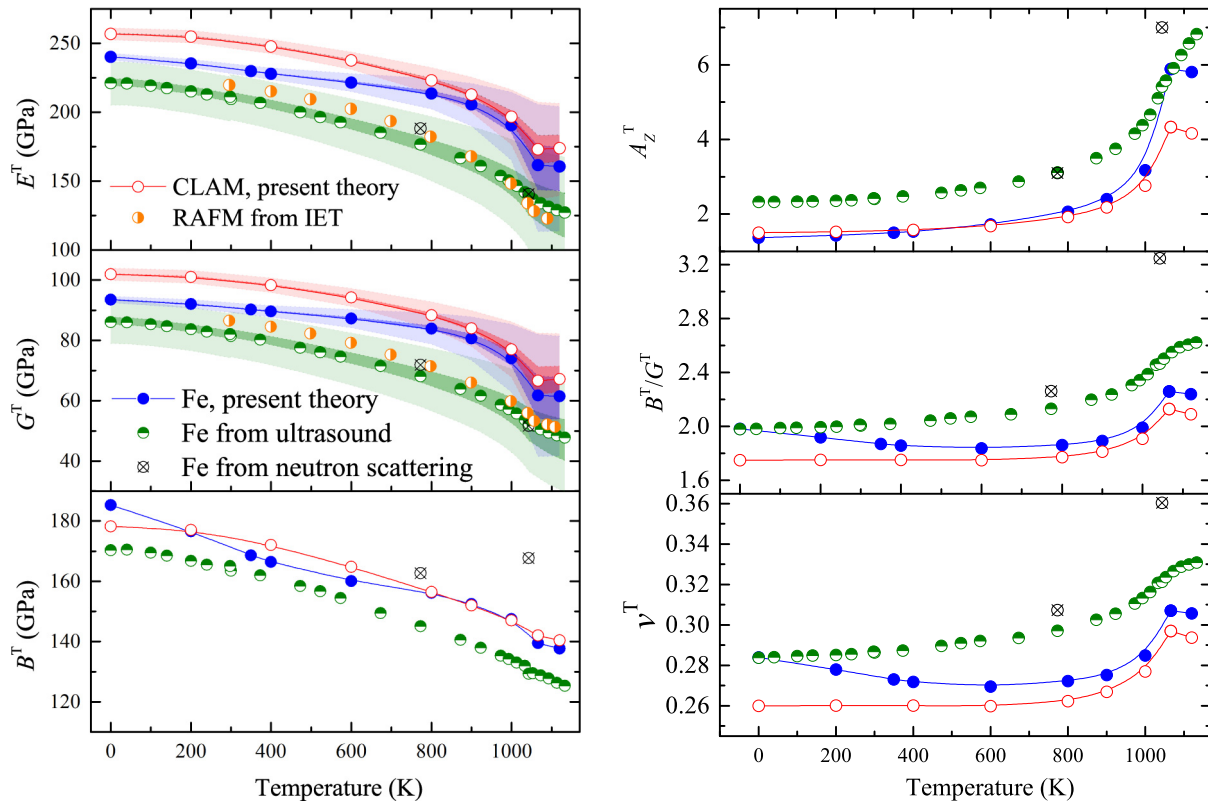 250
200
150
100
E^T (GPa)
CLAM, present theory
RAFM from IET
100
80
60
40
G^T (GPa)
Fe, present theory
Fe from ultrasound
Fe from neutron scattering
180
160
140
120
B^T (GPa)
0 200 400 600 800 1000
Temperature (K)
6
4
2
A_Z^T
3.2
2.8
2.4
2.0
1.6
B^T/G^T
0.36
0.34
0.32
0.30
0.28
0.26
ν^T
0 200 400 600 800 1000
Temperature (K)